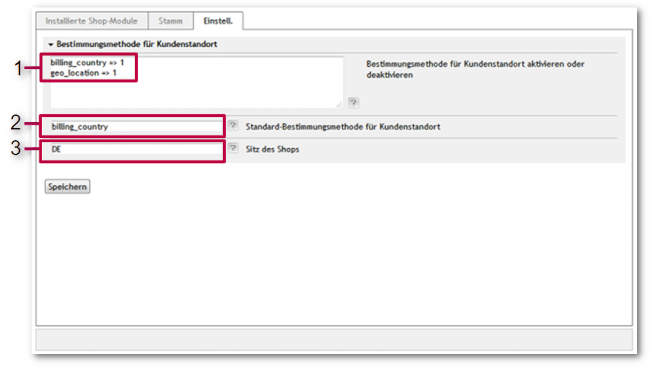 Installierte Shop-Module Stamm Einstell.
Bestimmungsmethode für Kundenstandort
1
billing_country => 1
geo_location => 1
Bestimmungsmethode für Kundenstandort aktivieren oder
deaktivieren
?
2
billing_country
? Standard-Bestimmungsmethode für Kundenstandort
3
DE
? Sitz des Shops
Speichern